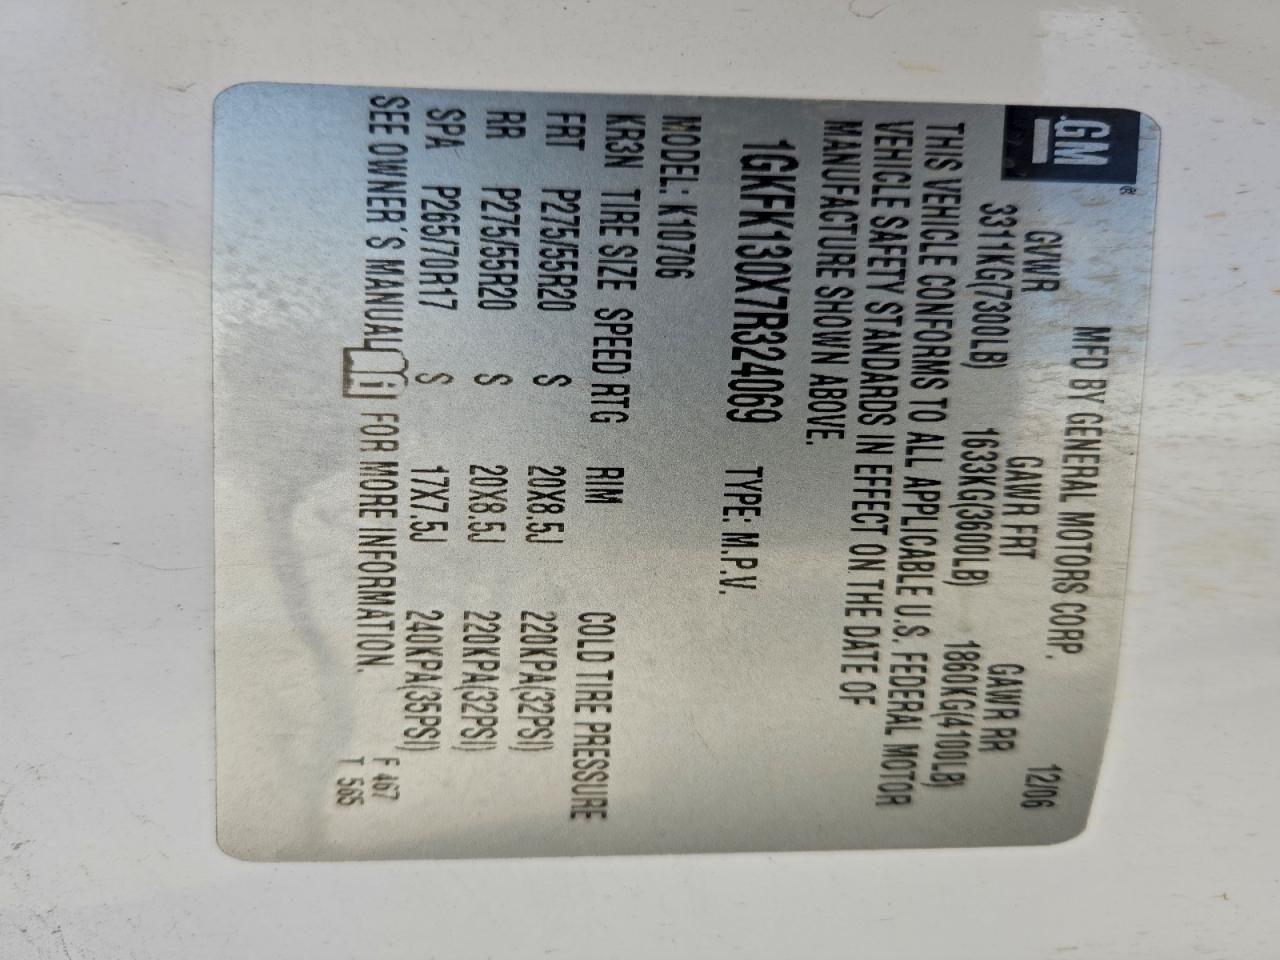 GM®
MFD BY GENERAL MOTORS CORP. 12/06
GVWR GAWR FRT GAWR RR
3311KG(7300LB) 1633KG(3600LB) 1860KG(4100LB)
THIS VEHICLE CONFORMS TO ALL APPLICABLE U.S. FEDERAL MOTOR
VEHICLE SAFETY STANDARDS IN EFFECT ON THE DATE OF
MANUFACTURE SHOWN ABOVE.
1GKFK130X7R324069 TYPE: M.P.V.
MODEL: K10706
KR3N TIRE SIZE SPEED RTG RIM COLD TIRE PRESSURE
FRT P275/55R20 S 20X8.5J 220KPA(32PSI)
RR P275/55R20 S 20X8.5J 220KPA(32PSI)
SPA P265/70R17 S 17X7.5J 240KPA(35PSI)
SEE OWNER'S MANUAL FOR MORE INFORMATION.
F 467
T 565